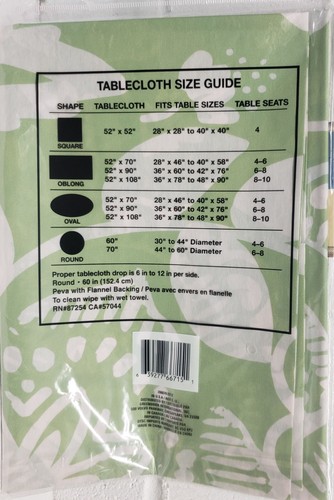 TABLECLOTH SIZE GUIDE
SHAPE TABLECLOTH FITS TABLE SIZES TABLE SEATS
SQUARE 52" x 52" 28" x 28" to 40" x 40" 4
52" x 70" 28" x 46" to 40" x 58" 4–6
52" x 90" 36" x 60" to 42" x 76" 6–8
OBLONG 52" x 108" 36" x 78" to 48" x 90" 8–10
52" x 70" 28" x 46" to 40" x 58" 4–6
52" x 90" 36" x 60" to 42" x 76" 6–8
OVAL 52" x 108" 36" x 78" to 48" x 90" 8–10
60" 30" to 44" Diameter 4–6
70" 44" to 60" Diameter 6–8
ROUND
Proper tablecloth drop is 6 in to 12 in per side.
Round • 60 in (152.4 cm)
Peva with Flannel Backing / Peva avec envers en flanelle
To clean wipe with wet towel.
RN#87254 CA#57044
39277 66715 1